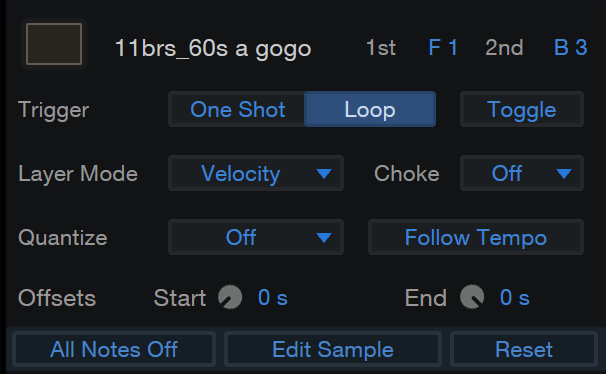 11brs_60s a gogo 1st F 1 2nd B 3
Trigger One Shot Loop Toggle
Layer Mode Velocity Choke Off
Quantize Off Follow Tempo
Offsets Start 0 s End 0 s
All Notes Off Edit Sample Reset